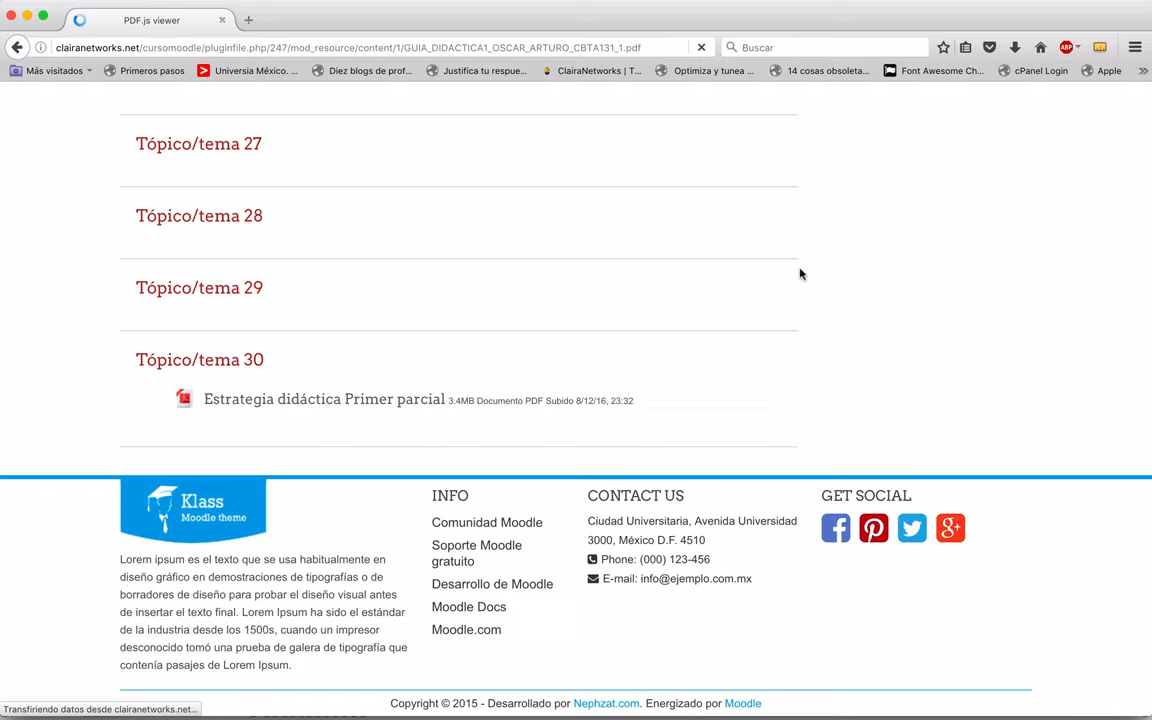 PDF.js viewer
clairanetworks.net/cursomoodle/pluginfile.php/247/mod_resource/content/1/GUIA_DIDACTICA1_OSCAR_ARTURO_CBTA131_1.pdf
Buscar
ABP
Más visitados
Primeros pasos
Universia México. ...
Diez blogs de prof...
Justifica tu respue...
ClairaNetworks | T...
Optimiza y tunea ...
14 cosas obsoleta...
Font Awesome Ch...
cPanel Login
Apple
Tópico/tema 27
Tópico/tema 28
Tópico/tema 29
Tópico/tema 30
Estrategia didáctica Primer parcial 3.4MB Documento PDF Subido 8/12/16, 23:32
Klass
Moodle theme
Lorem ipsum es el texto que se usa habitualmente en
diseño gráfico en demostraciones de tipografías o de
borradores de diseño para probar el diseño visual antes
de insertar el texto final. Lorem Ipsum ha sido el estándar
de la industria desde los 1500s, cuando un impresor
desconocido tomó una prueba de galera de tipografía que
contenía pasajes de Lorem Ipsum.
INFO
Comunidad Moodle
Soporte Moodle
gratuito
Desarrollo de Moodle
Moodle Docs
Moodle.com
CONTACT US
Ciudad Universitaria, Avenida Universidad
3000, México D.F. 4510
Phone: (000) 123-456
E-mail: info@ejemplo.com.mx
GET SOCIAL
Copyright © 2015 - Desarrollado por Nephzat.com. Energizado por Moodle
Transfiriendo datos desde clairanetworks.net...